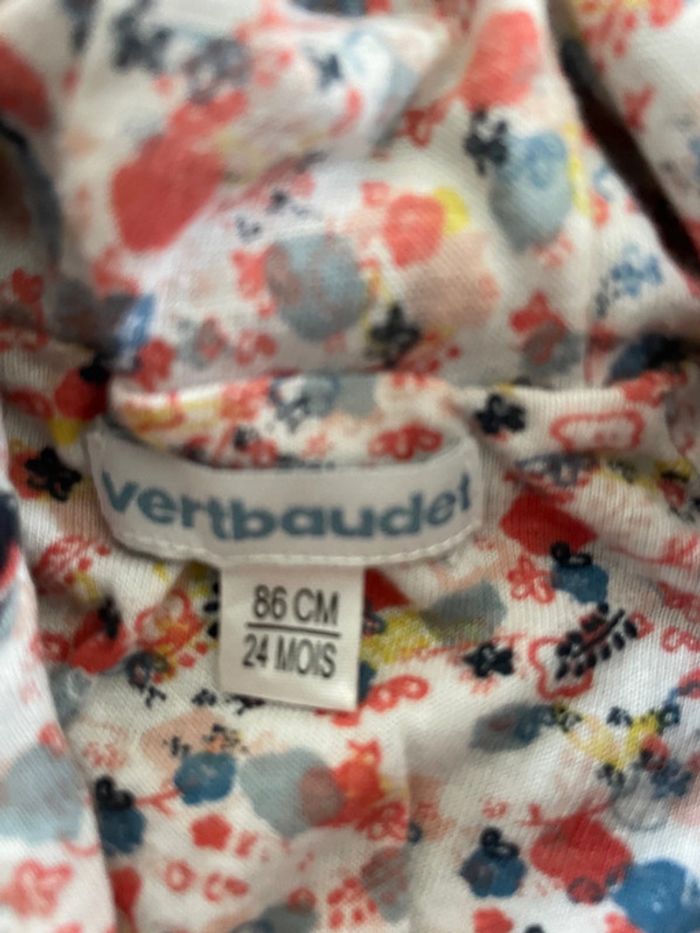 vertbaudet
86 CM
24 MOIS